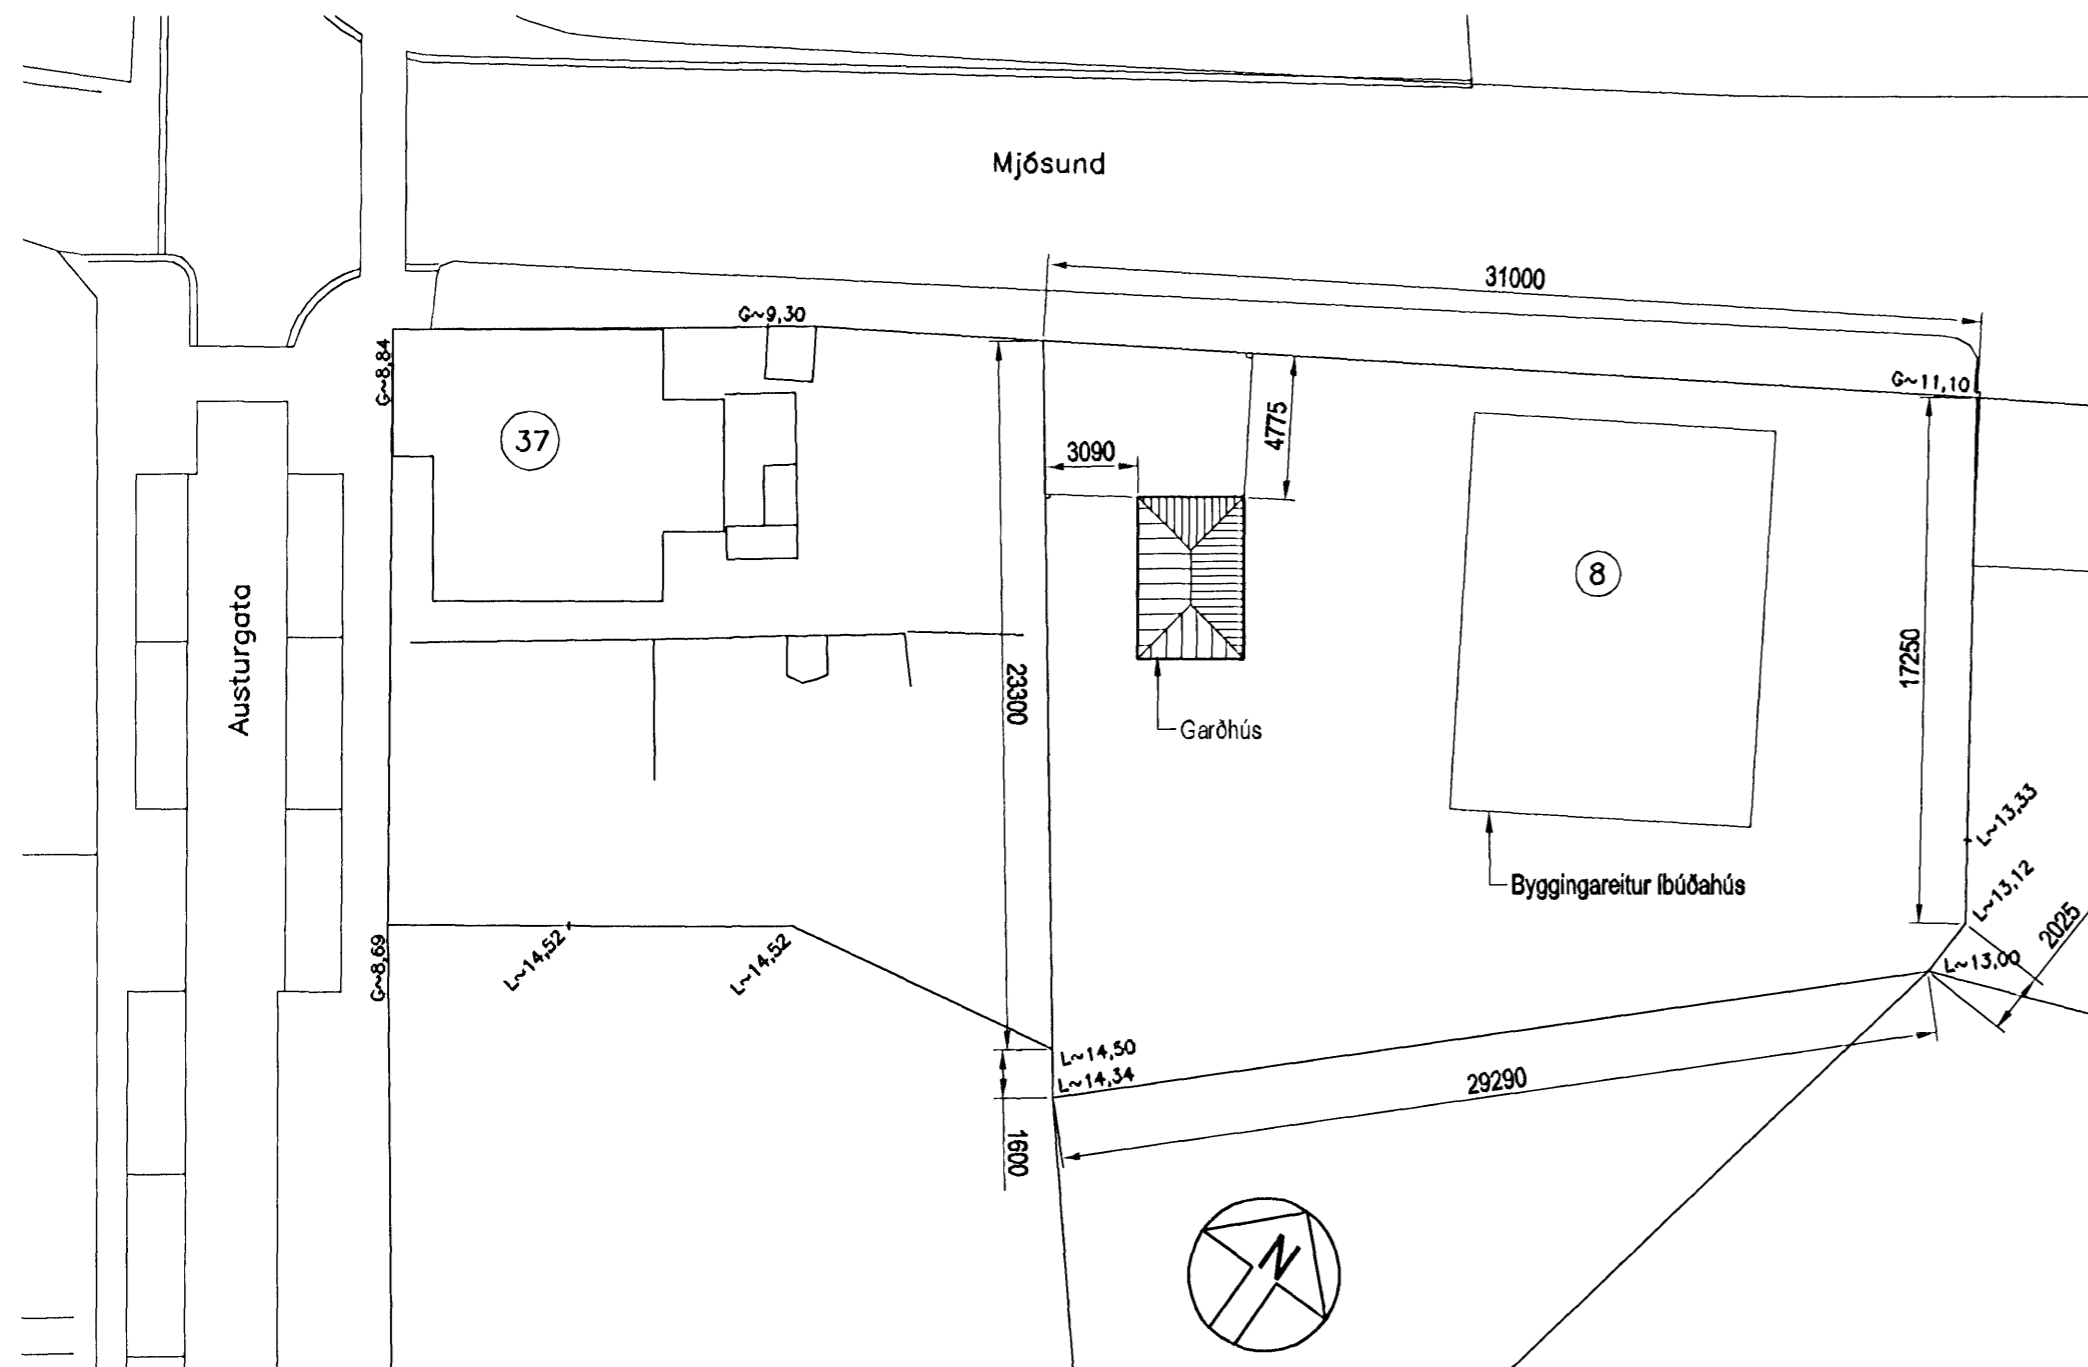 Mjósund
31000
G~9,30
G~8,84
G~11,10
37
3090
4775
8
Austurgata
23300
17250
Garðhús
L~13,33
Byggingareitur íbúðahús
L~13,12
2025
G~8,69
L~14,52
L~14,52
L~13,00
L~14,50
L~14,34
29290
1600
N